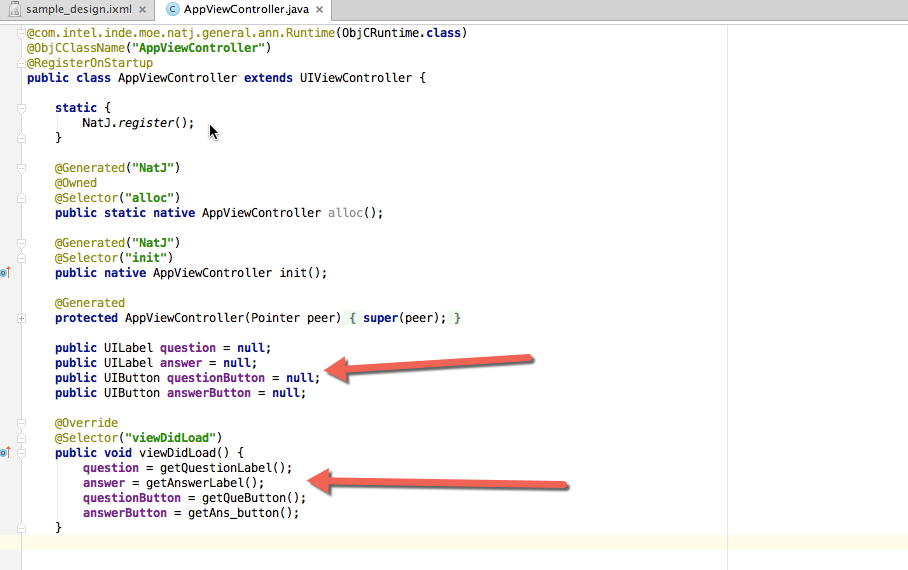 sample_design.ixml × AppViewController.java ×
@com.intel.inde.moe.natj.general.ann.Runtime(ObjCRuntime.class)
@ObjCClassName("AppViewController")
@RegisterOnStartup
public class AppViewController extends UIViewController {
static {
NatJ.register();
}
@Generated("NatJ")
@Owned
@Selector("alloc")
public static native AppViewController alloc();
@Generated("NatJ")
@Selector("init")
public native AppViewController init();
@Generated
protected AppViewController(Pointer peer) { super(peer); }
public UILabel question = null;
public UILabel answer = null;
public UIButton questionButton = null;
public UIButton answerButton = null;
@Override
@Selector("viewDidLoad")
public void viewDidLoad() {
question = getQuestionLabel();
answer = getAnswerLabel();
questionButton = getQueButton();
answerButton = getAns_button();
}